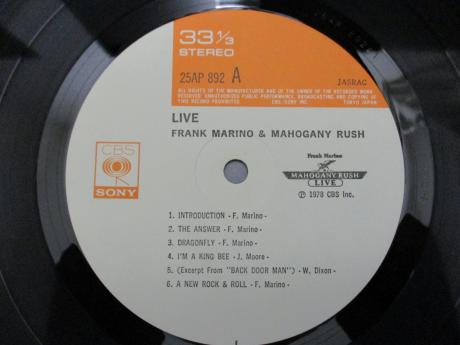 33 1/3
STEREO
25AP 892 A
JASRAC
ALL RIGHTS OF THE MANUFACTURER AND OF THE OWNER OF THE RECORDED WORK
RESERVED. UNAUTHORIZED PUBLIC PERFORMANCE, BROADCASTING AND COPYING OF
THIS RECORD PROHIBITED. CBS/SONY INC. TOKYO JAPAN
LIVE
FRANK MARINO & MAHOGANY RUSH
CBS
SONY
Frank Marino
MAHOGANY RUSH
LIVE
℗ 1978 CBS Inc.
1. INTRODUCTION - F. Marino -
2. THE ANSWER - F. Marino -
3. DRAGONFLY - F. Marino -
4. I'M A KING BEE - J. Moore -
5. (Excerpt From "BACK DOOR MAN") - W. Dixon -
6. A NEW ROCK & ROLL - F. Marino -